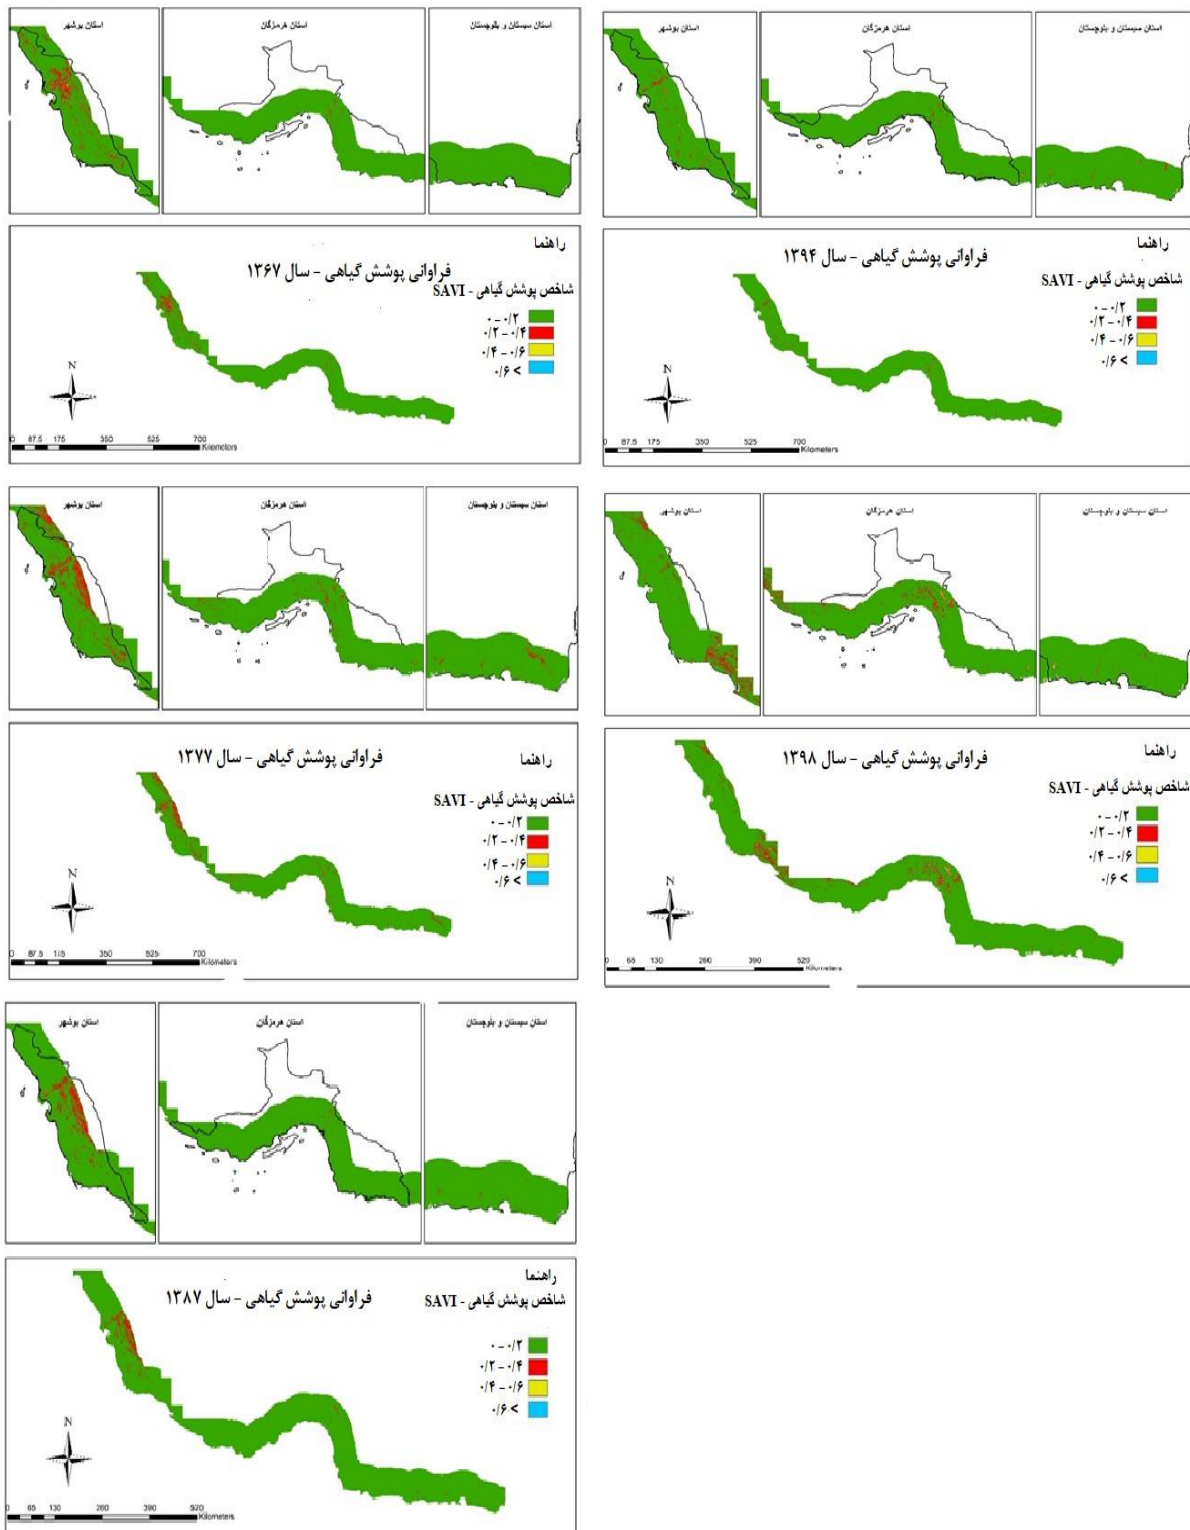 استان بوشهر
استان هرمزگان
استان سیستان و بلوچستان
راهنما
فراوانی پوشش گیاهی - سال ۱۳۶۷
شاخص پوشش گیاهی - SAVI
۰ - ۰/۲
۰/۲ - ۰/۴
۰/۴ - ۰/۶
۰/۶ <
N
0 87.5 175 350 525 700
Kilometers
استان بوشهر
استان هرمزگان
استان سیستان و بلوچستان
راهنما
فراوانی پوشش گیاهی - سال ۱۳۹۴
شاخص پوشش گیاهی - SAVI
۰ - ۰/۲
۰/۲ - ۰/۴
۰/۴ - ۰/۶
۰/۶ <
N
0 87.5 175 350 525 700
Kilometers
استان بوشهر
استان هرمزگان
استان سیستان و بلوچستان
راهنما
فراوانی پوشش گیاهی - سال ۱۳۷۷
شاخص پوشش گیاهی - SAVI
۰ - ۰/۲
۰/۲ - ۰/۴
۰/۴ - ۰/۶
۰/۶ <
N
0 87.5 175 350 525 700
Kilometers
استان بوشهر
استان هرمزگان
استان سیستان و بلوچستان
راهنما
فراوانی پوشش گیاهی - سال ۱۳۹۸
شاخص پوشش گیاهی - SAVI
۰ - ۰/۲
۰/۲ - ۰/۴
۰/۴ - ۰/۶
۰/۶ <
N
0 65 130 260 390 520
Kilometers
استان بوشهر
استان هرمزگان
استان سیستان و بلوچستان
راهنما
فراوانی پوشش گیاهی - سال ۱۳۸۷
شاخص پوشش گیاهی - SAVI
۰ - ۰/۲
۰/۲ - ۰/۴
۰/۴ - ۰/۶
۰/۶ <
N
0 65 130 260 390 520
Kilometers